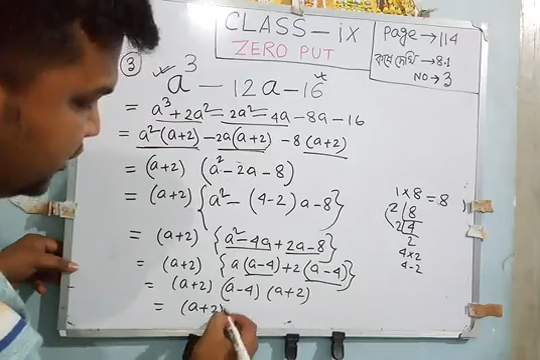 CLASS – ix
ZERO PUT
Page → 114
কষে দেখি → 8.1
NO → 3
③ a³ – 12a – 16
= a³ + 2a² – 2a² – 4a – 8a – 16
= a²(a+2) – 2a(a+2) – 8(a+2)
= (a+2) (a² – 2a – 8)
= (a+2) {a² – (4-2)a – 8}
= (a+2) {a² – 4a + 2a – 8}
= (a+2) {a(a-4) + 2(a-4)}
= (a+2) (a-4) (a+2)
= (a+2)
1 × 8 = 8
2 | 8
2 | 4
2
4×2
4-2